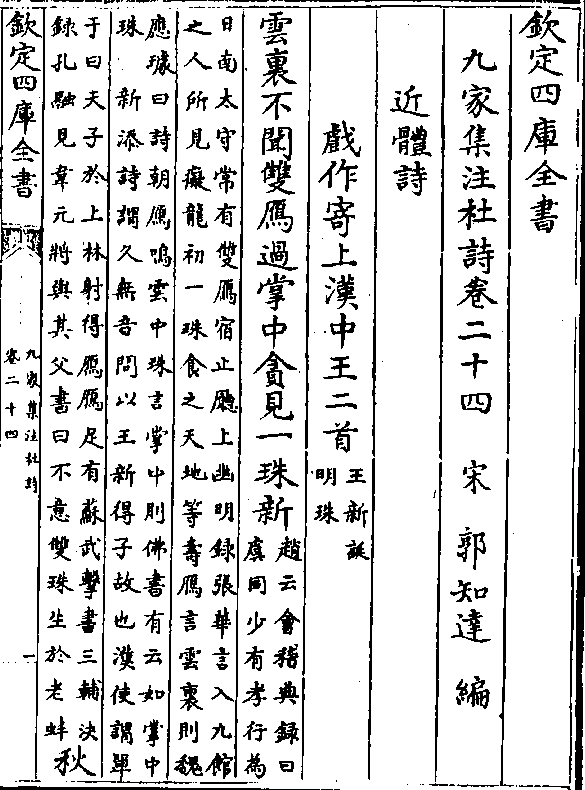 欽定四庫全書
九家集注杜詩卷二十四 宋 郭知達 編
近體詩
戲作寄上漢中王二首
王新誕
明珠
雲裏不聞雙鴈過掌中貪見一珠新
趙云會稽典録曰
虞同少有孝行為
日南太守常有雙鴈宿止廳上幽明録張華言入九館
之人所見癡龍初一珠食之天地等壽鴈言雲裏則魏
應璩曰詩朝鴈鳴雲中珠言掌中則佛書有云如掌中
珠 新添詩謂久無音問以王新得子故也漢使謂單
于曰天子於上林射得鴈鴈足有蘇武擊書三輔决
録孔融見韋元將與其父書曰不意雙珠生於老蚌
秋
欽定四庫全書
九家集注杜詩
卷二十四
一